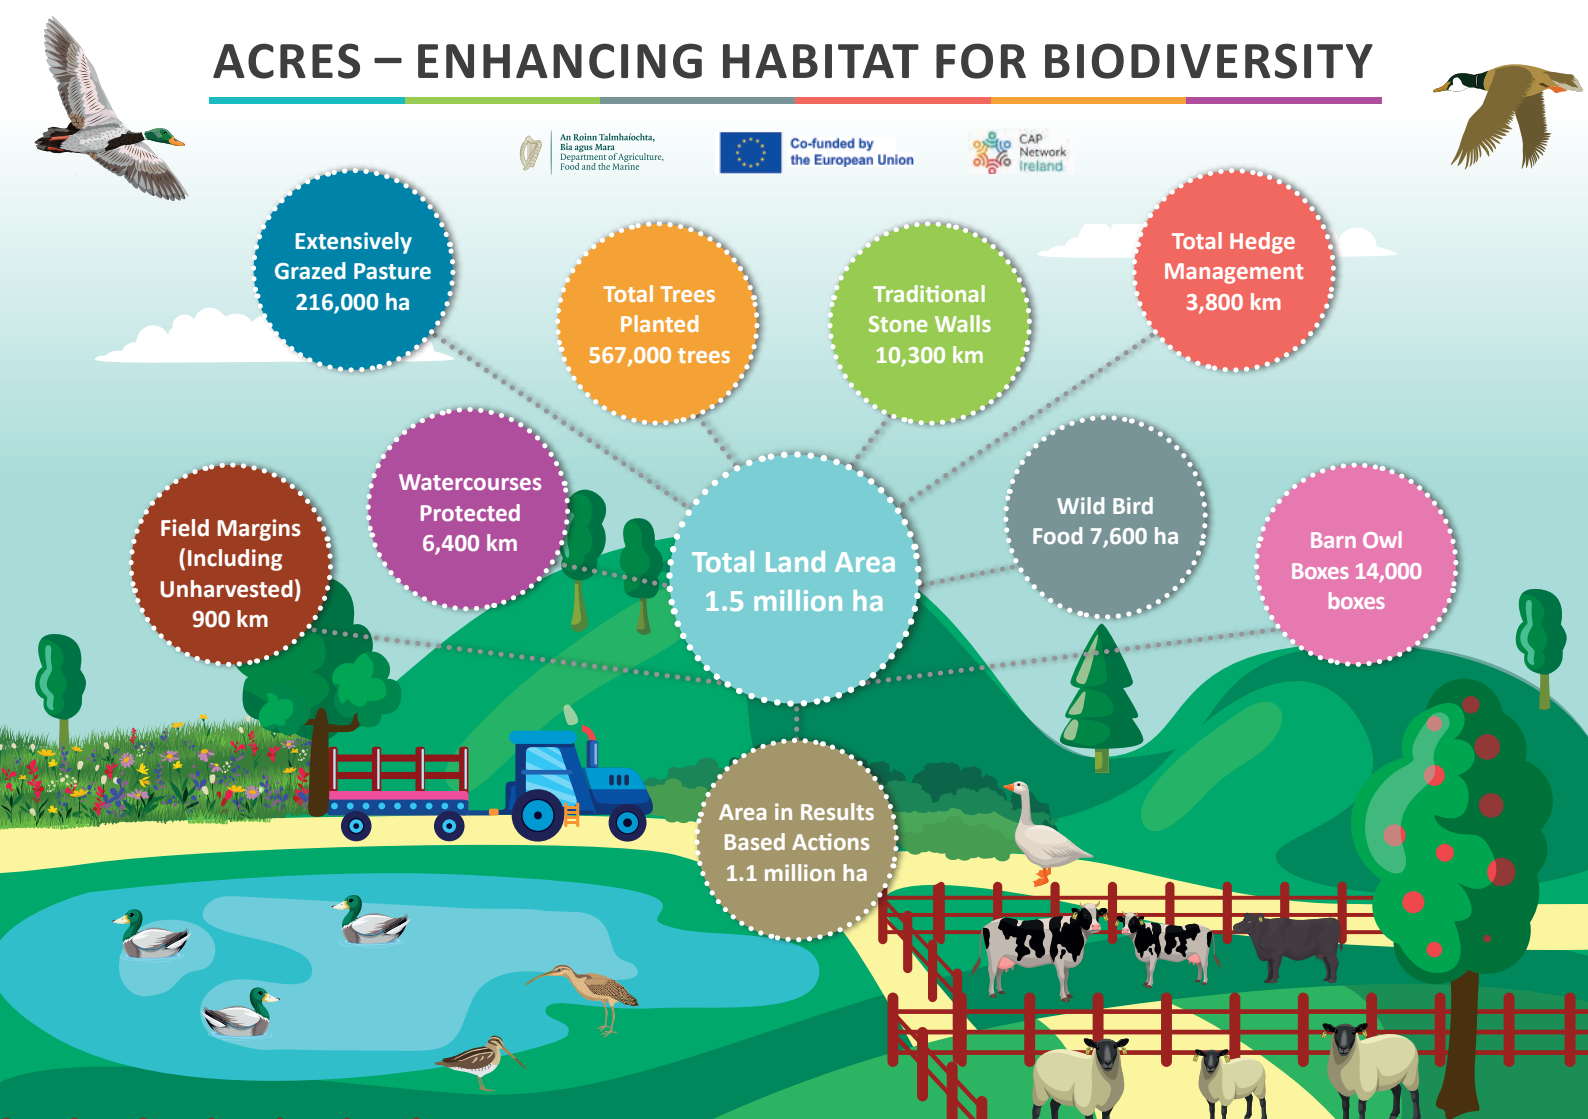 ACRES – ENHANCING HABITAT FOR BIODIVERSITY
An Roinn Talmhaíochta,
Bia agus Mara
Department of Agriculture,
Food and the Marine
Co-funded by
the European Union
CAP
Network
Ireland
Extensively
Grazed Pasture
216,000 ha
Total Trees
Planted
567,000 trees
Traditional
Stone Walls
10,300 km
Total Hedge
Management
3,800 km
Field Margins
(Including
Unharvested)
900 km
Watercourses
Protected
6,400 km
Total Land Area
1.5 million ha
Wild Bird
Food 7,600 ha
Barn Owl
Boxes 14,000
boxes
Area in Results
Based Actions
1.1 million ha